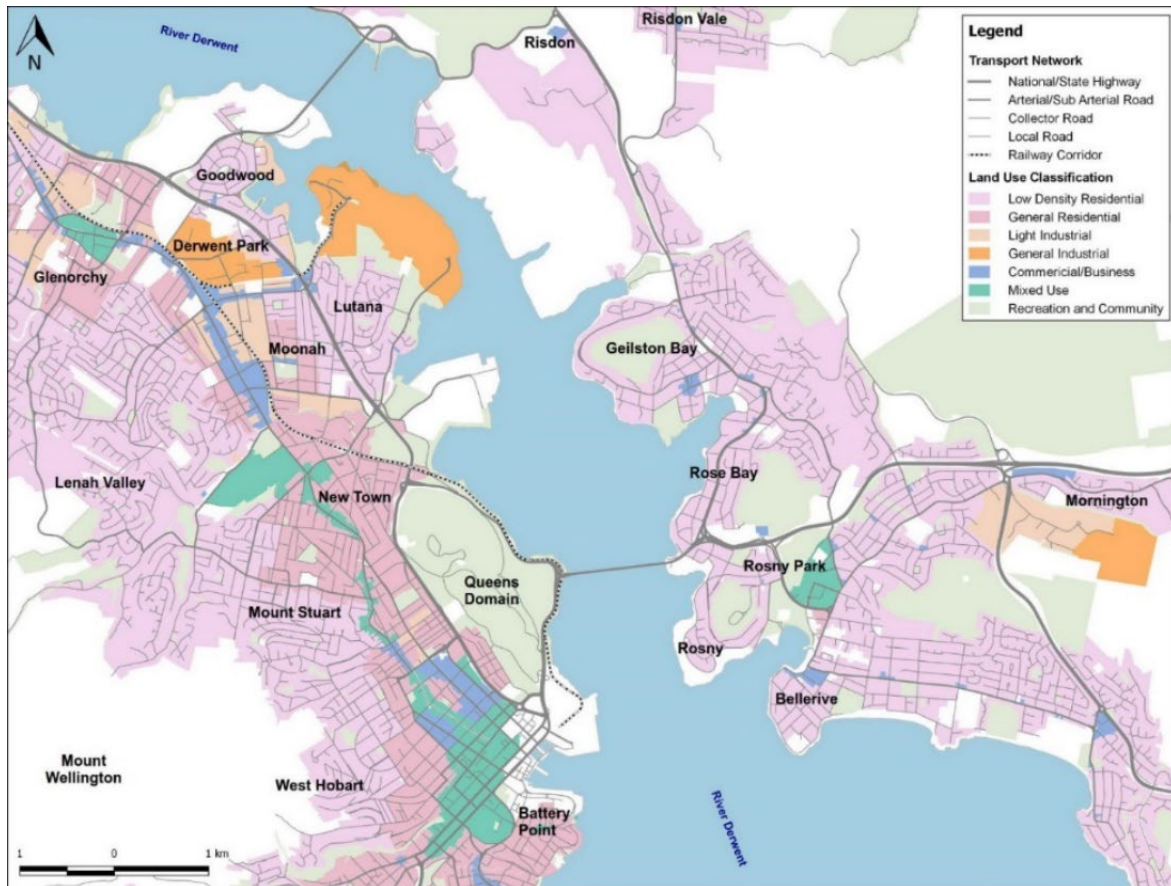 River Derwent
N
Risdon
Risdon Vale
Legend
Transport Network
National/State Highway
Arterial/Sub Arterial Road
Collector Road
Local Road
Railway Corridor
Land Use Classification
Low Density Residential
General Residential
Light Industrial
General Industrial
Commericial/Business
Mixed Use
Recreation and Community
Goodwood
Derwent Park
Glenorchy
Lutana
Moonah
Geilston Bay
Lenah Valley
New Town
Rose Bay
Mornington
Queens
Domain
Rosny Park
Mount Stuart
Rosny
Bellerive
Mount
Wellington
West Hobart
Battery
Point
River Derwent
1 0 1 km